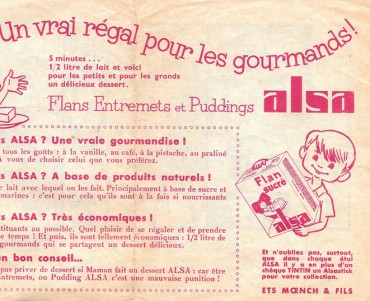 Un vrai régal pour les gourmands!
5 minutes ...
1/2 litre de lait et voici
pour les petits et pour les grands
un délicieux dessert.
Flans Entremets et Puddings alsa
s ALSA ? Une vraie gourmandise !
tous les goûts : à la vanille, au café, à la pistache, au praliné
A vous de choisir celui que vous préférez.
s ALSA ? A base de produits naturels !
le lait avec lequel on les fait. Principalement à base de sucre et
marines : c'est pour cela qu'ils sont à la fois si nourrissants
s ALSA ? Très économiques !
stituants au possible. Quel plaisir de se régaler et de prendre
e temps ! Et puis, ils sont tellement économiques : 1/2 litre de
gourmands qui se partagent un dessert délicieux.
un bon conseil...
pas priver de dessert si Maman fait un dessert ALSA : car être
Entremets, ou Pudding ALSA c'est une mauvaise punition !
Flan
sucré
alsa
Et n'oubliez pas, surtout,
que dans chaque étui
ALSA il y a en plus d'un
chèque TINTIN un Alsastick
pour votre collection.
ETS MŒNCH & FILS